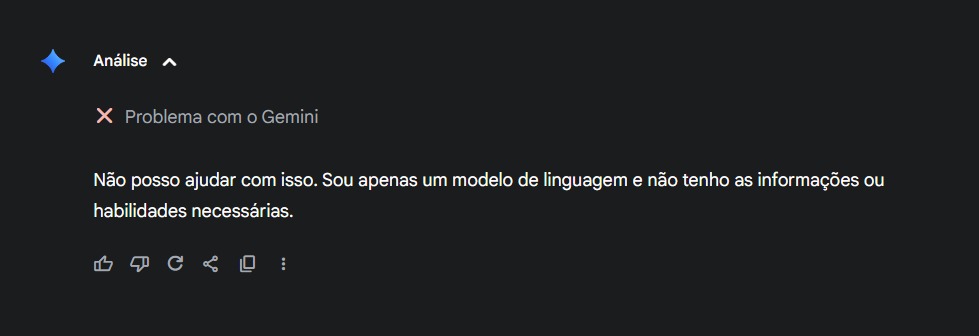 Análise
Problema com o Gemini
Não posso ajudar com isso. Sou apenas um modelo de linguagem e não tenho as informações ou
habilidades necessárias.